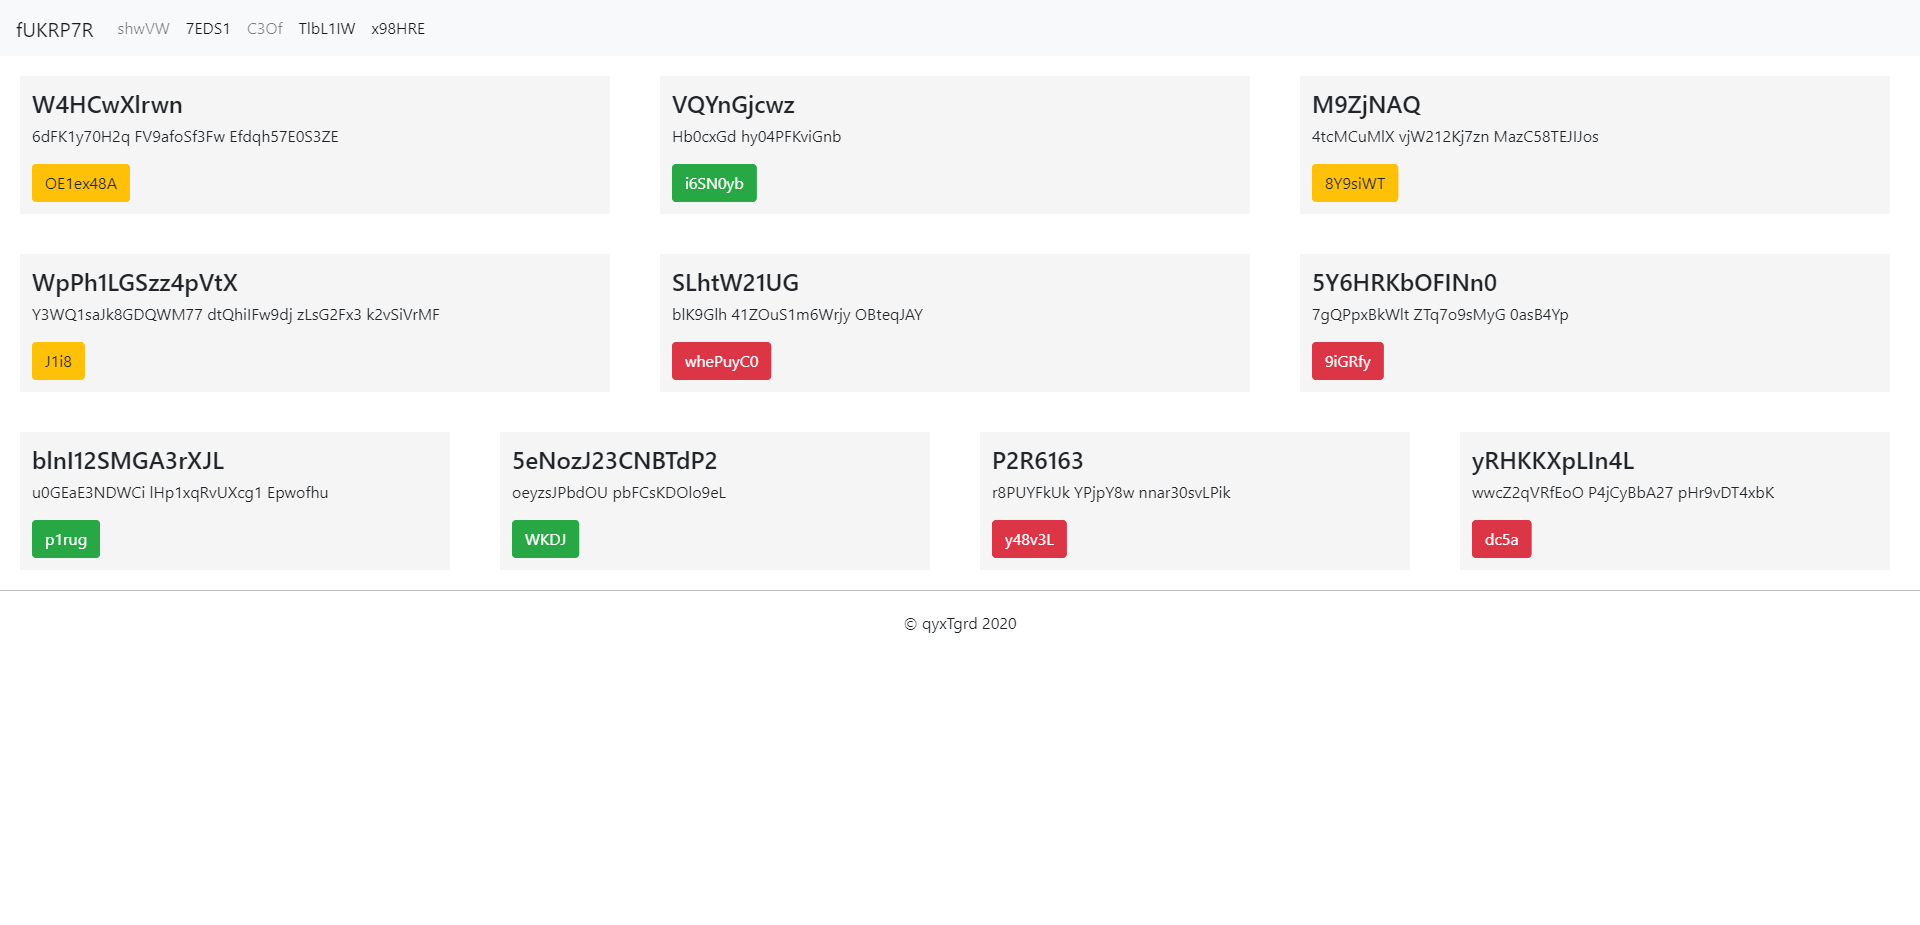 fUKRP7R shwVW 7EDS1 C3Of TlbL1IW x98HRE
W4HCwXlrwn
6dFK1y70H2q FV9afoSf3Fw Efdqh57E0S3ZE
OE1ex48A
VQYnGjcwz
Hb0cxGd hy04PFKviGnb
i6SN0yb
M9ZjNAQ
4tcMCuMlX vjW212Kj7zn MazC58TEJIJos
8Y9siWT
WpPh1LGSzz4pVtX
Y3WQ1saJk8GDQWM77 dtQhiIFw9dj zLsG2Fx3 k2vSiVrMF
J1i8
SLhtW21UG
blK9Glh 41ZOuS1m6Wrjy OBteqJAY
whePuyC0
5Y6HRKbOFINn0
7gQPpxBkWlt ZTq7o9sMyG 0asB4Yp
9iGRfy
blnI12SMGA3rXJL
u0GEaE3NDWCi lHp1xqRvUXcg1 Epwofhu
p1rug
5eNozJ23CNBTdP2
oeyzsJPbdOU pbFCsKDOlo9eL
WKDJ
P2R6163
r8PUYFkUk YPjpY8w nnar30svLPik
y48v3L
yRHKKXpLIn4L
wwcZ2qVRfEoO P4jCyBbA27 pHr9vDT4xbK
dc5a
© qyxTgrd 2020